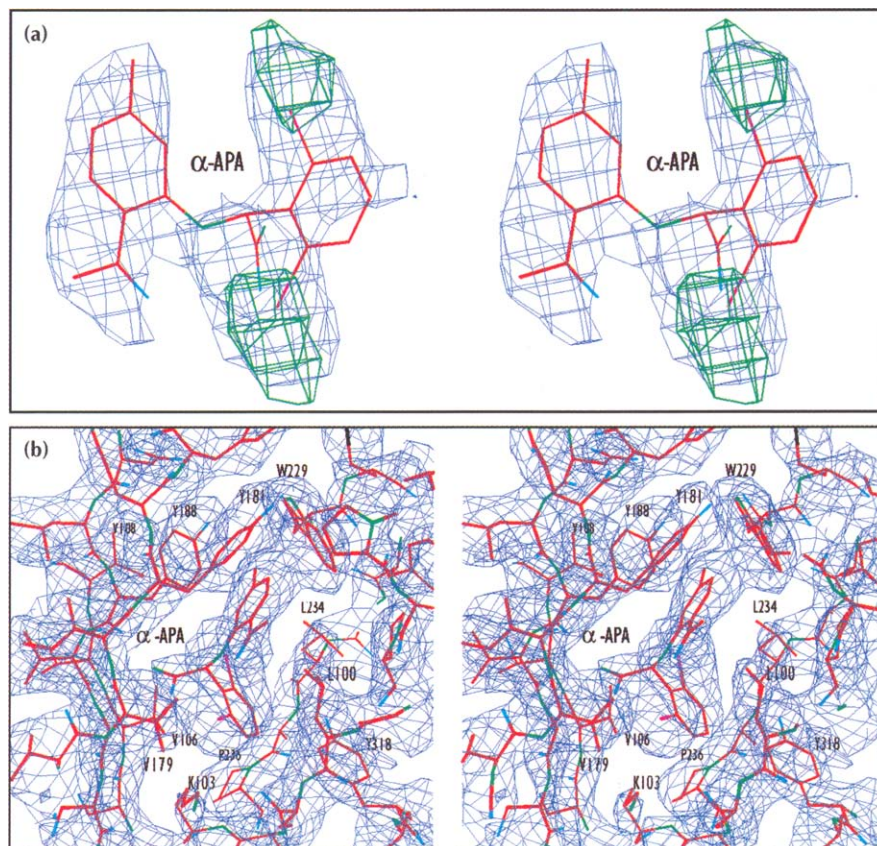 (a)
α-APA
α-APA
(b)
W229
Y181
Y188
Y188
α-APA
L234
L100
V106
V179
P236
Y318
K103
W229
Y181
Y188
Y188
α-APA
L234
L100
V106
V179
P236
Y318
K103